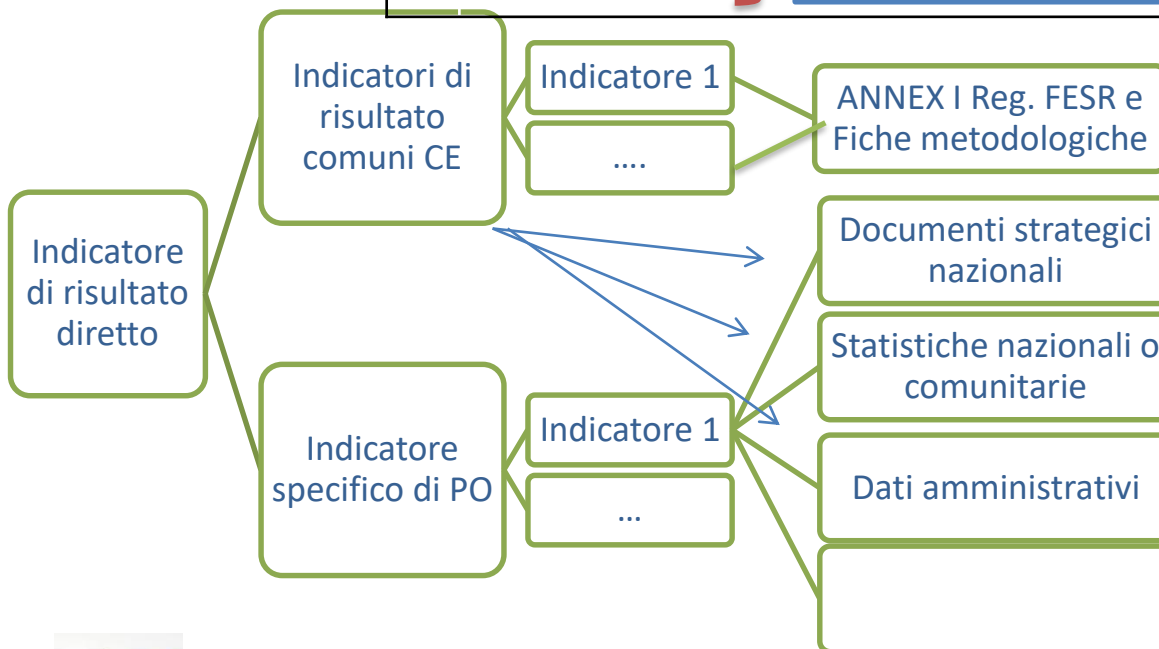 Indicatore
di risultato
diretto
Indicatori di
risultato
comuni CE
Indicatore 1
....
ANNEX I Reg. FESR e
Fiche metodologiche
Documenti strategici
nazionali
Statistiche nazionali o
comunitarie
Indicatore
specifico di PO
Indicatore 1
...
Dati amministrativi